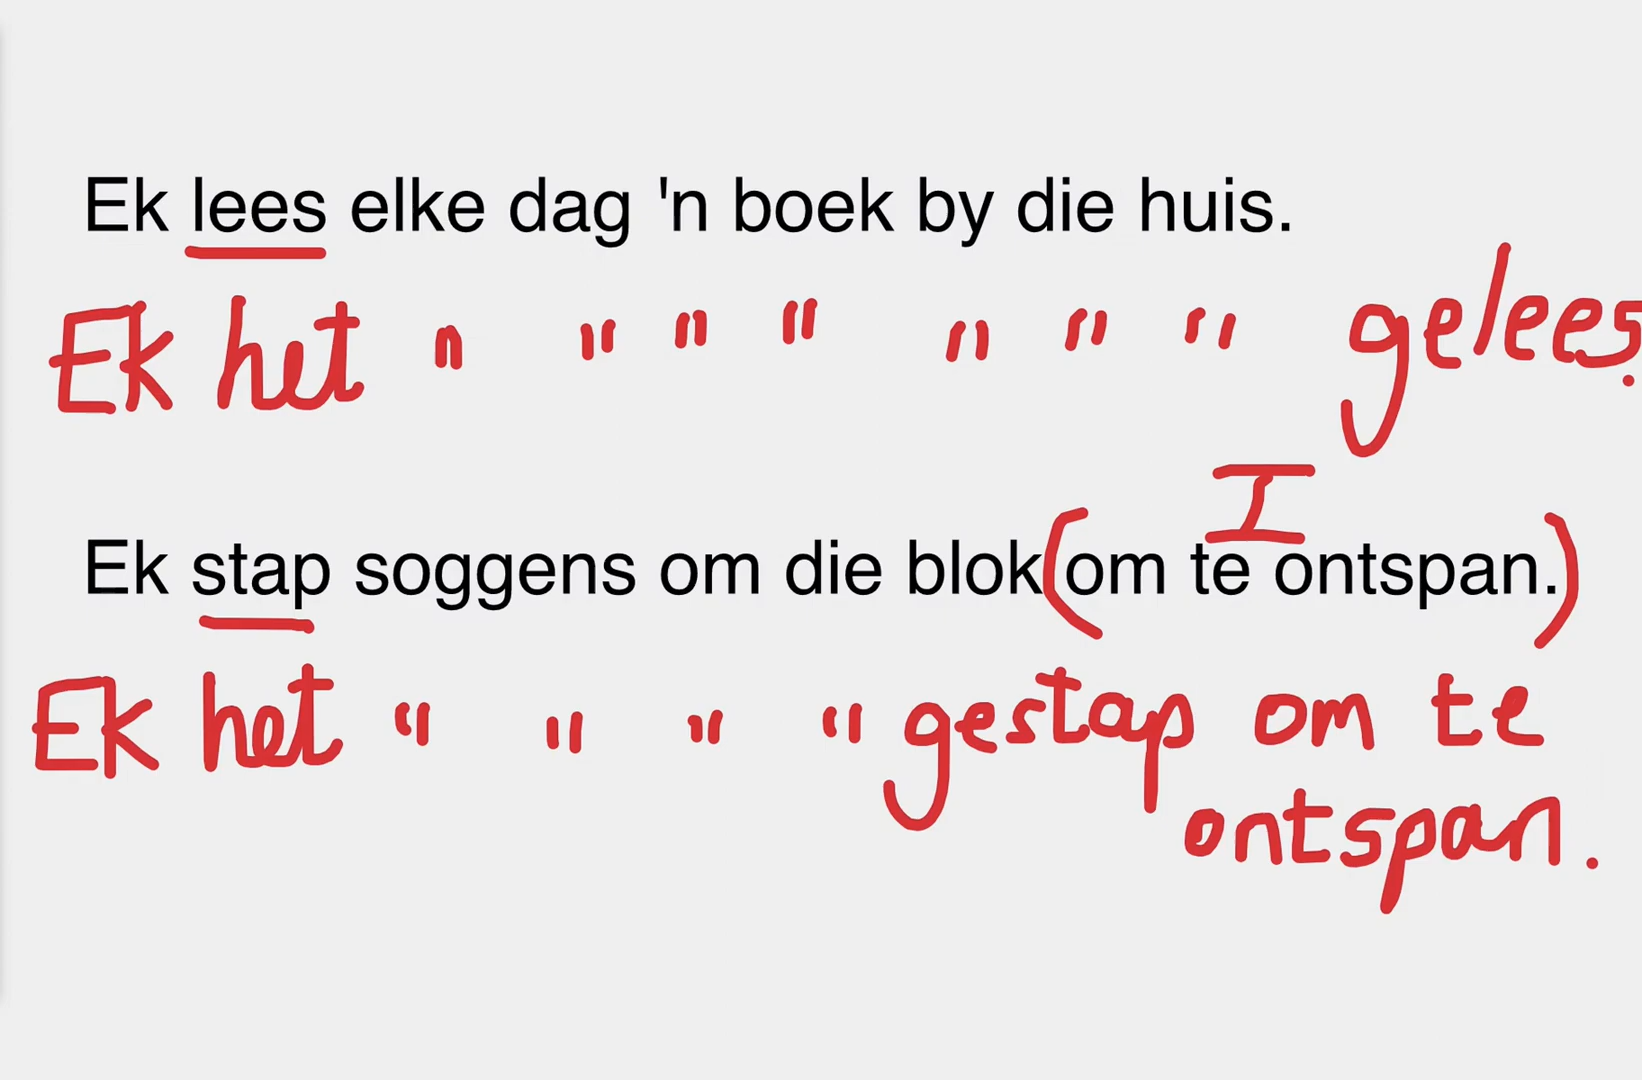 Ek lees elke dag 'n boek by die huis.
Ek het " " " " " " " gelees.
I
Ek stap soggens om die blok (om te ontspan.)
Ek het " " " " gestap om te
ontspan.